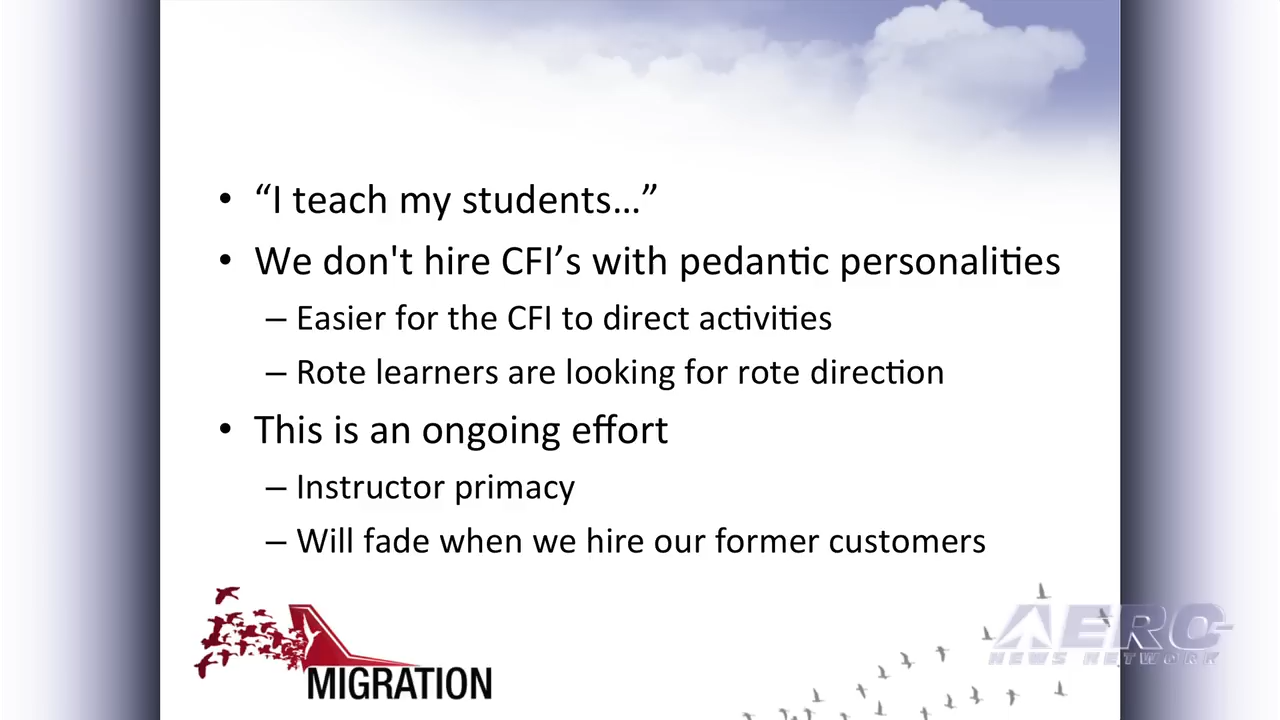 • “I teach my students…”
• We don't hire CFI’s with pedantic personalities
– Easier for the CFI to direct activities
– Rote learners are looking for rote direction
• This is an ongoing effort
– Instructor primacy
– Will fade when we hire our former customers
MIGRATION
AERO
NEWS NETWORK